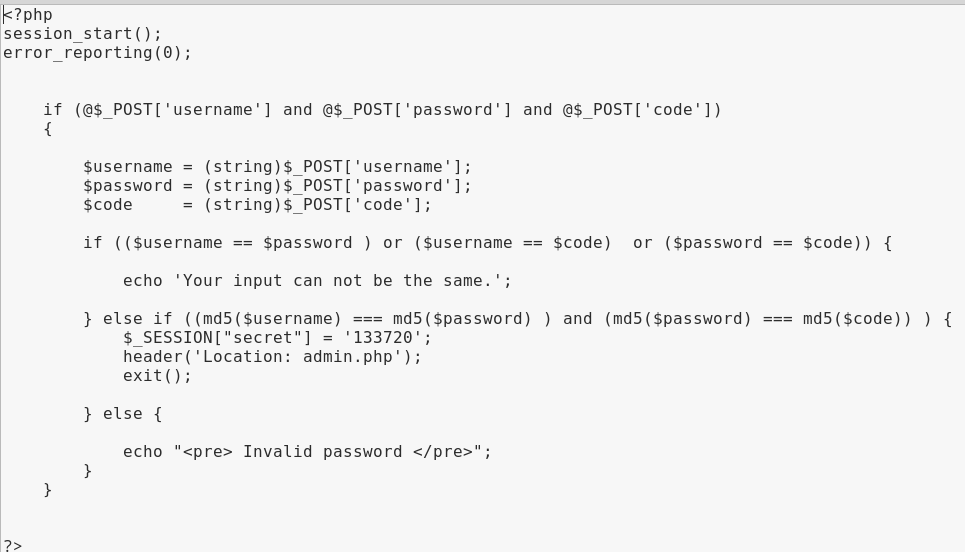 <?php
session_start();
error_reporting(0);
if (@$_POST['username'] and @$_POST['password'] and @$_POST['code'])
{
$username = (string)$_POST['username'];
$password = (string)$_POST['password'];
$code     = (string)$_POST['code'];
if (($username == $password ) or ($username == $code)  or ($password == $code)) {
echo 'Your input can not be the same.';
} else if ((md5($username) === md5($password) ) and (md5($password) === md5($code)) ) {
$_SESSION["secret"] = '133720';
header('Location: admin.php');
exit();
} else {
echo "<pre> Invalid password </pre>";
}
}
?>